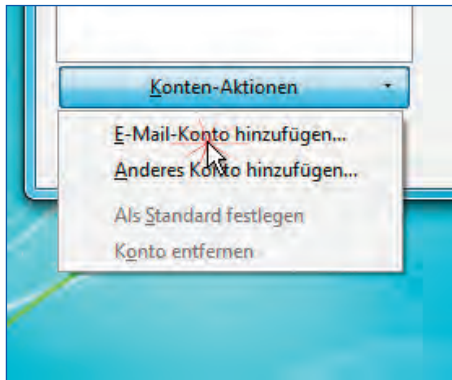 Konten-Aktionen
E-Mail-Konto hinzufügen...
Anderes Konto hinzufügen...
Als Standard festlegen
Konto entfernen